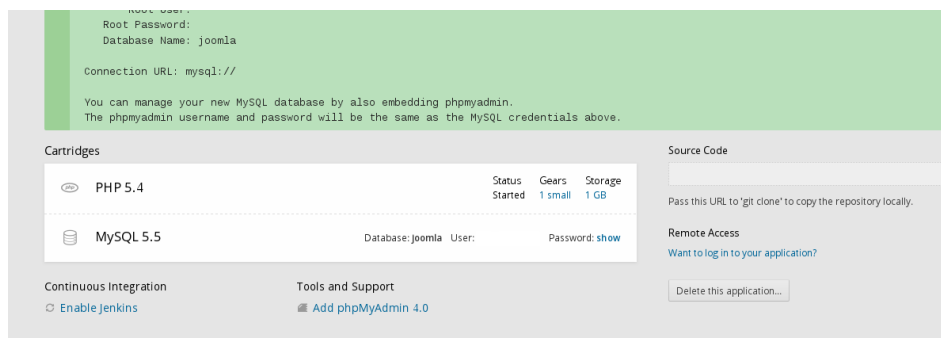 Root User:
Root Password:
Database Name: joomla
Connection URL: mysql://
You can manage your new MySQL database by also embedding phpmyadmin.
The phpmyadmin username and password will be the same as the MySQL credentials above.
Cartridges
php
PHP 5.4
Status Gears Storage
Started 1 small 1 GB
MySQL 5.5
Database: joomla User: Password: show
Continuous Integration
Enable Jenkins
Tools and Support
Add phpMyAdmin 4.0
Source Code
Pass this URL to 'git clone' to copy the repository locally.
Remote Access
Want to log in to your application?
Delete this application...